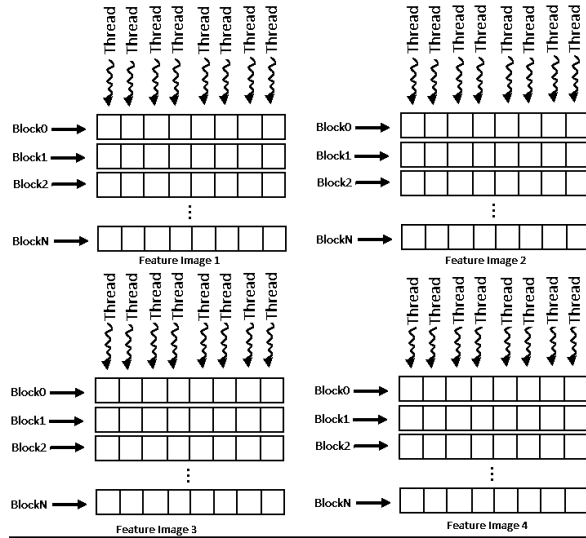 Thread Thread Thread Thread Thread Thread Thread Thread
Block0
Block1
Block2
BlockN
Feature Image 1
Thread Thread Thread Thread Thread Thread Thread Thread
Block0
Block1
Block2
BlockN
Feature Image 2
Thread Thread Thread Thread Thread Thread Thread Thread
Block0
Block1
Block2
BlockN
Feature Image 3
Thread Thread Thread Thread Thread Thread Thread Thread
Block0
Block1
Block2
BlockN
Feature Image 4